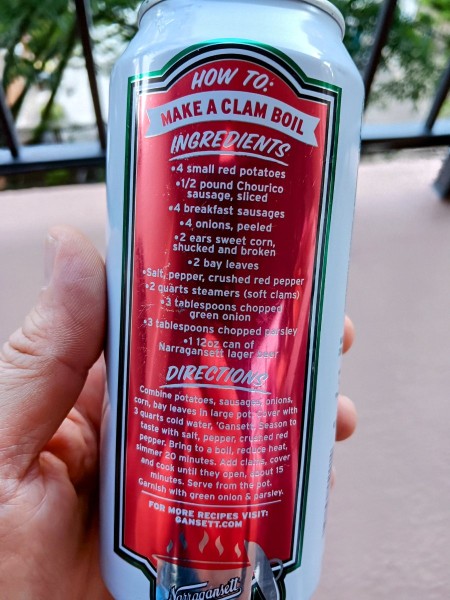 HOW TO:
MAKE A CLAM BOIL
INGREDIENTS
•4 small red potatoes
•1/2 pound Chourico
sausage, sliced
•4 breakfast sausages
•4 onions, peeled
•2 ears sweet corn,
shucked and broken
•2 bay leaves
•Salt, pepper, crushed red pepper
•2 quarts steamers (soft clams)
•3 tablespoons chopped
green onion
•3 tablespoons chopped parsley
•1 12oz can of
Narragansett lager beer
DIRECTIONS
Combine potatoes, sausages, onions,
corn, bay leaves in large pot. Cover with
3 quarts cold water, 'Gansett. Season to
taste with salt, pepper, crushed red
pepper. Bring to a boil, reduce heat,
simmer 20 minutes. Add clams, cover
and cook until they open, about 15
minutes. Serve from the pot.
Garnish with green onion & parsley.
FOR MORE RECIPES VISIT:
GANSETT.COM
Narragansett